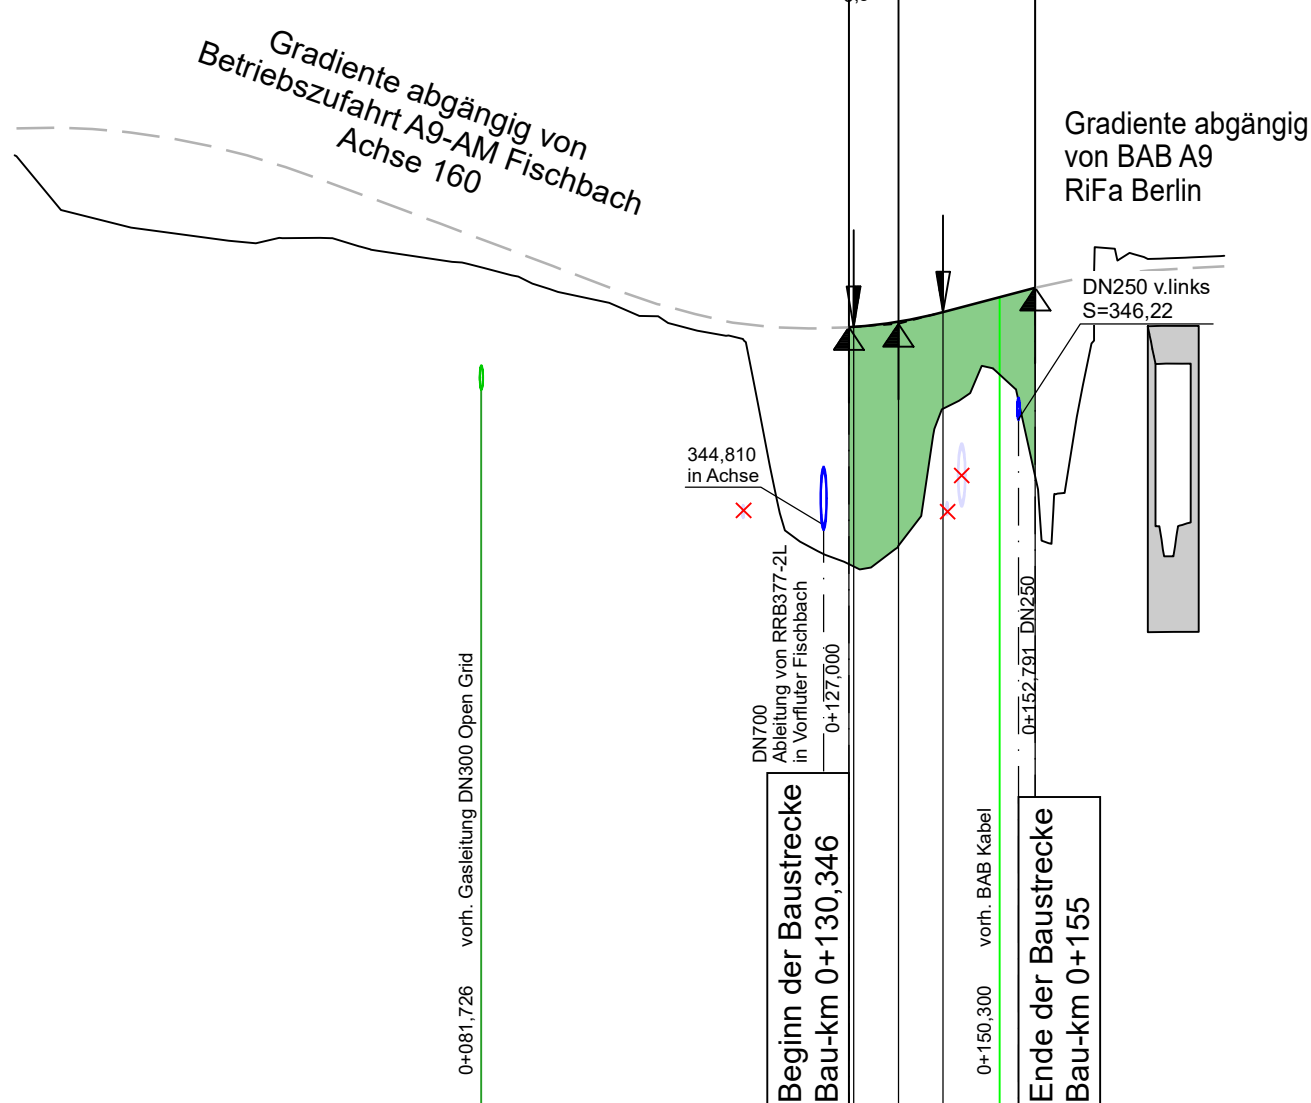 Gradiente abgängig von
Betriebszufahrt A9-AM Fischbach
Achse 160
Gradiente abgängig
von BAB A9
RiFa Berlin
DN250 v.links
S=346,22
344,810
in Achse
DN700
Ableitung von RRB377-2L
in Vorfluter Fischbach
0+127,000
0+152,791 DN250
0+081,726 vorh. Gasleitung DN300 Open Grid
Beginn der Baustrecke
Bau-km 0+130,346
0+150,300 vorh. BAB Kabel
Ende der Baustrecke
Bau-km 0+155